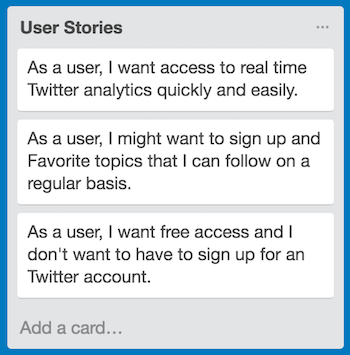 User Stories
As a user, I want access to real time
Twitter analytics quickly and easily.
As a user, I might want to sign up and
Favorite topics that I can follow on a
regular basis.
As a user, I want free access and I
don't want to have to sign up for an
Twitter account.
Add a card…